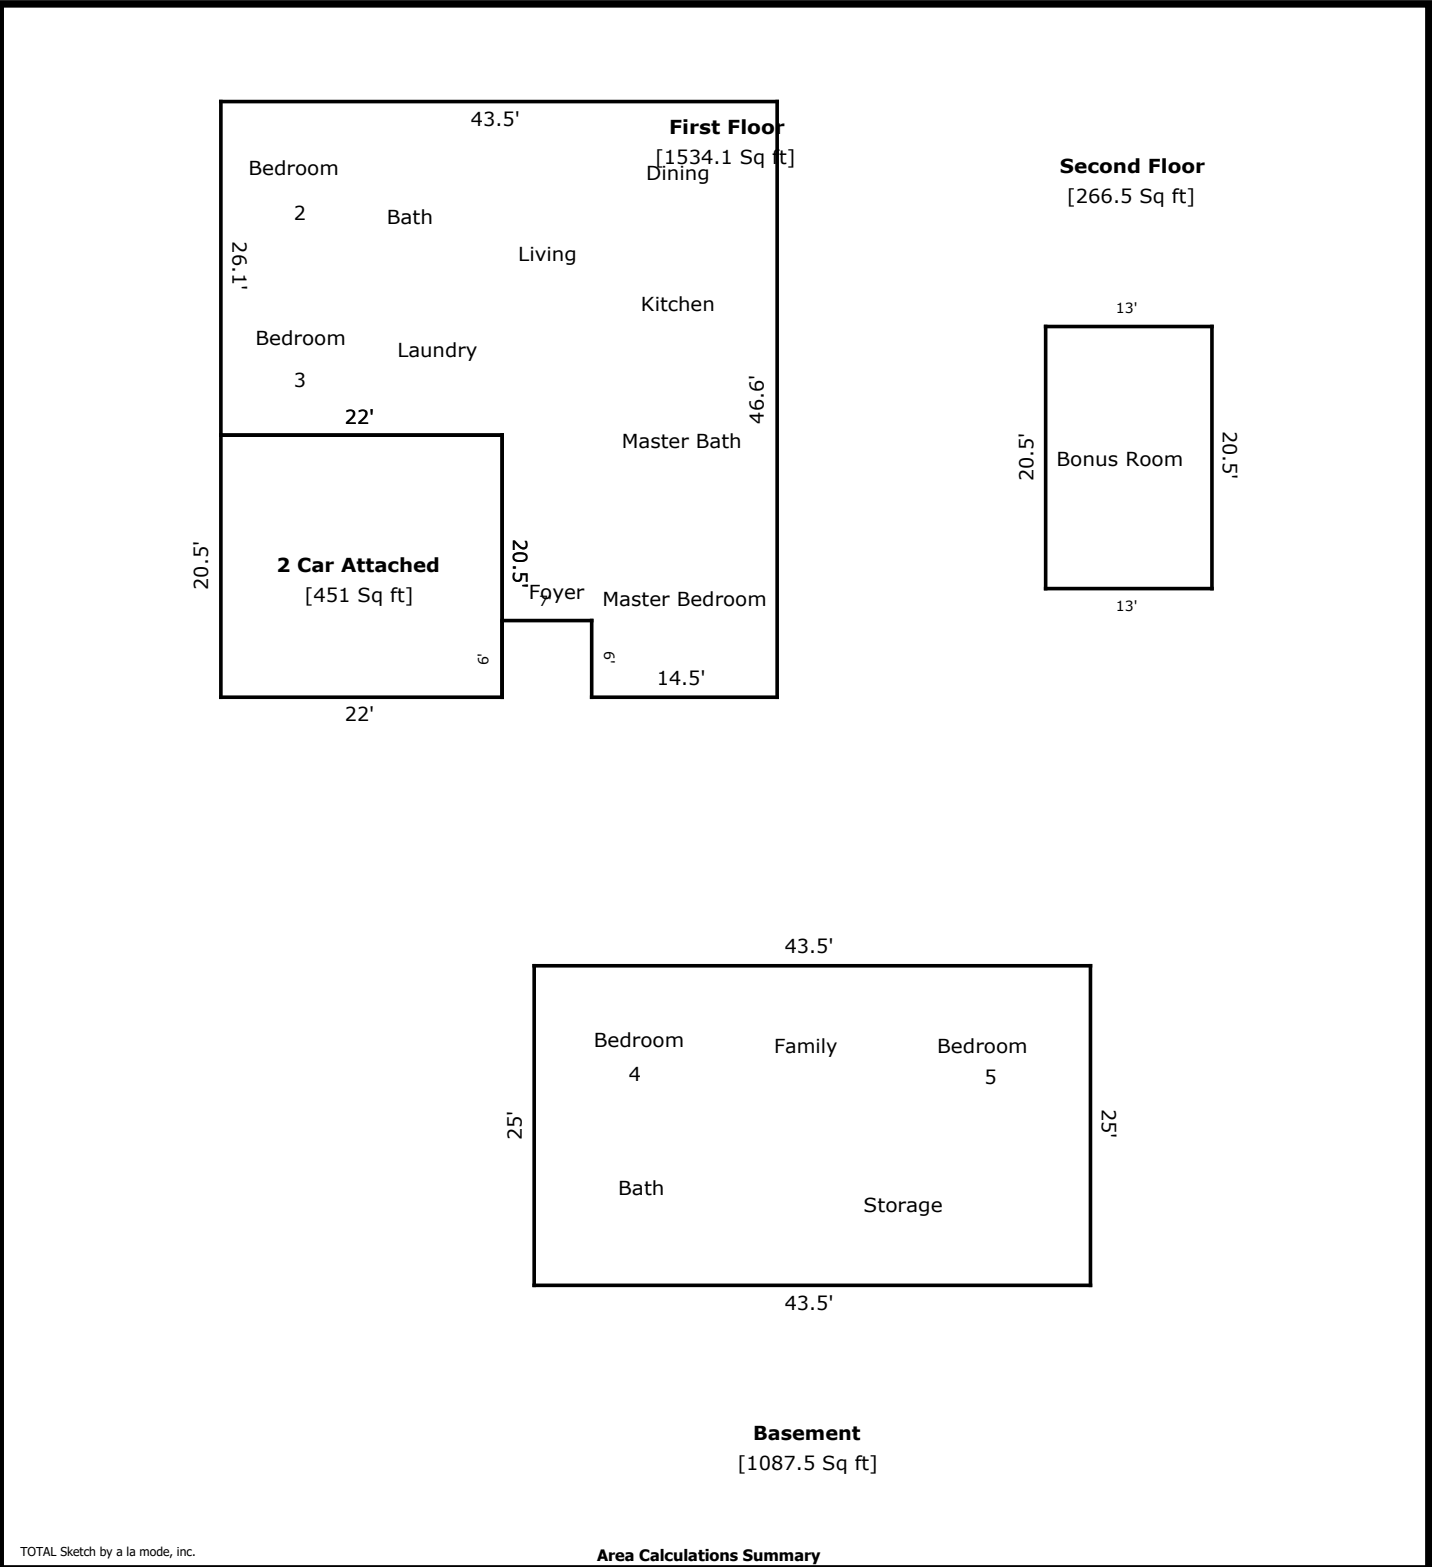 43.5'
First Floor
[1534.1 Sq ft]
Dining
Bedroom
2
Bath
Living
26.1'
Kitchen
Bedroom
3
Laundry
46.6'
22'
Master Bath
20.5'
2 Car Attached
[451 Sq ft]
20.5'
7'
Foyer
Master Bedroom
6'
6'
14.5'
22'
Second Floor
[266.5 Sq ft]
13'
20.5'
Bonus Room
20.5'
13'
43.5'
Bedroom
4
Family
Bedroom
5
25'
25'
Bath
Storage
43.5'
Basement
[1087.5 Sq ft]
TOTAL Sketch by a la mode, inc.
Area Calculations Summary